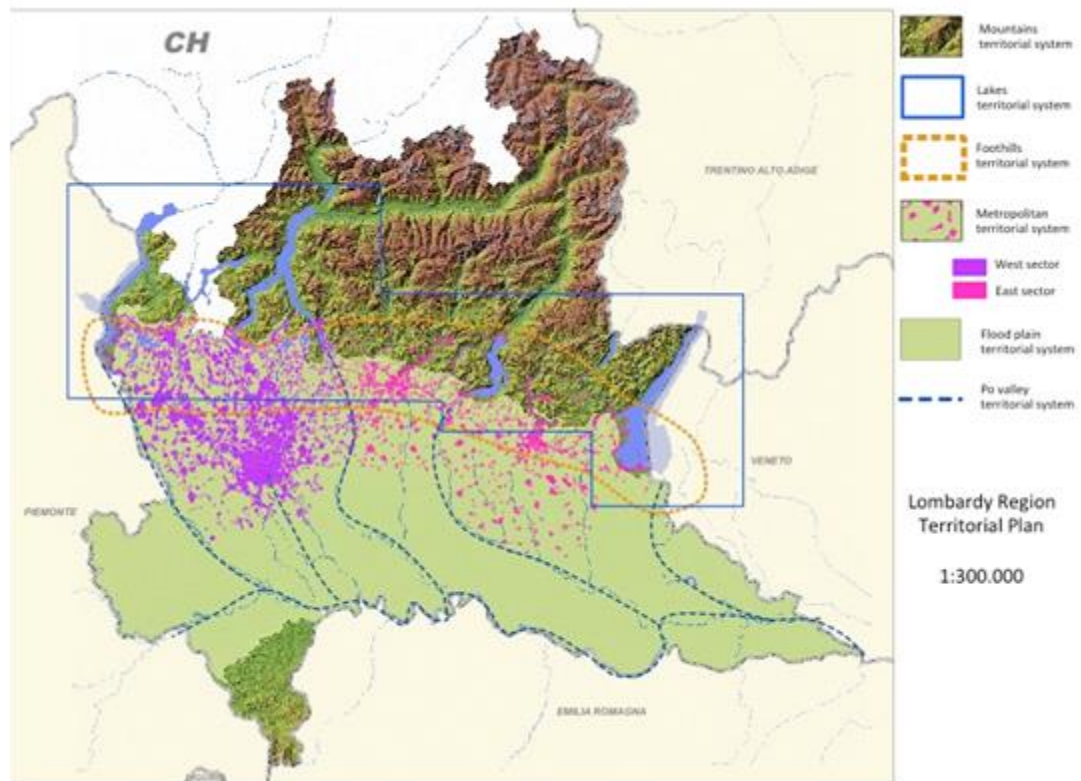 CH
TRENTINO ALTO-ADIGE
VENETO
PIEMONTE
EMILIA ROMAGNA
Mountains
territorial system
Lakes
territorial system
Foothills
territorial system
Metropolitan
territorial system
West sector
East sector
Flood plain
territorial system
Po valley
territorial system
Lombardy Region
Territorial Plan
1:300.000